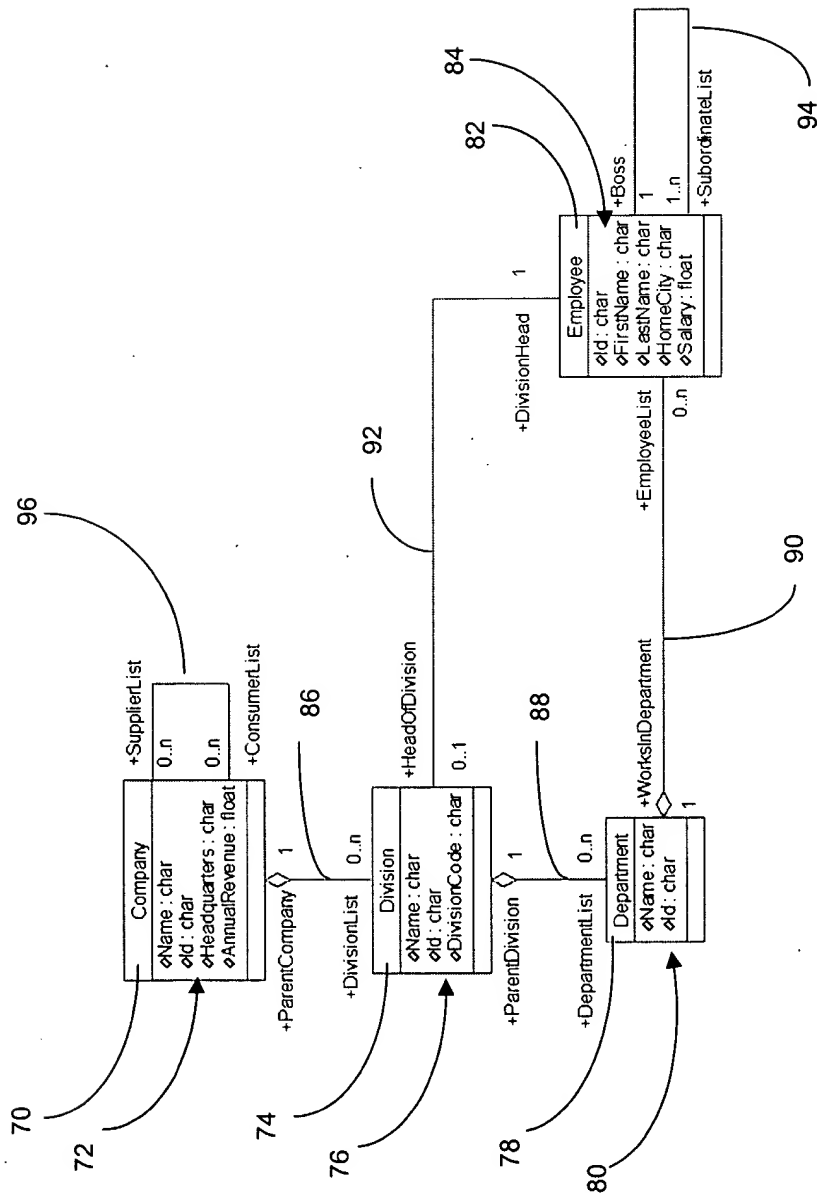 96
+SupplierList
0..n
0..n
+ConsumerList
70
72
Company
Name : char
Id : char
Headquarters : char
AnnualRevenue : float
+ParentCompany
1
86
+DivisionList
0..n
74
76
Division
Name : char
Id : char
DivisionCode : char
+HeadOfDivision
0..1
92
+DivisionHead
1
+ParentDivision
1
88
+DepartmentList
0..n
78
80
Department
Name : char
Id : char
+WorksInDepartment
1
90
+EmployeeList
0..n
82
84
Employee
Id : char
FirstName : char
LastName : char
HomeCity : char
Salary : float
+Boss
1
1..n
+SubordinateList
94